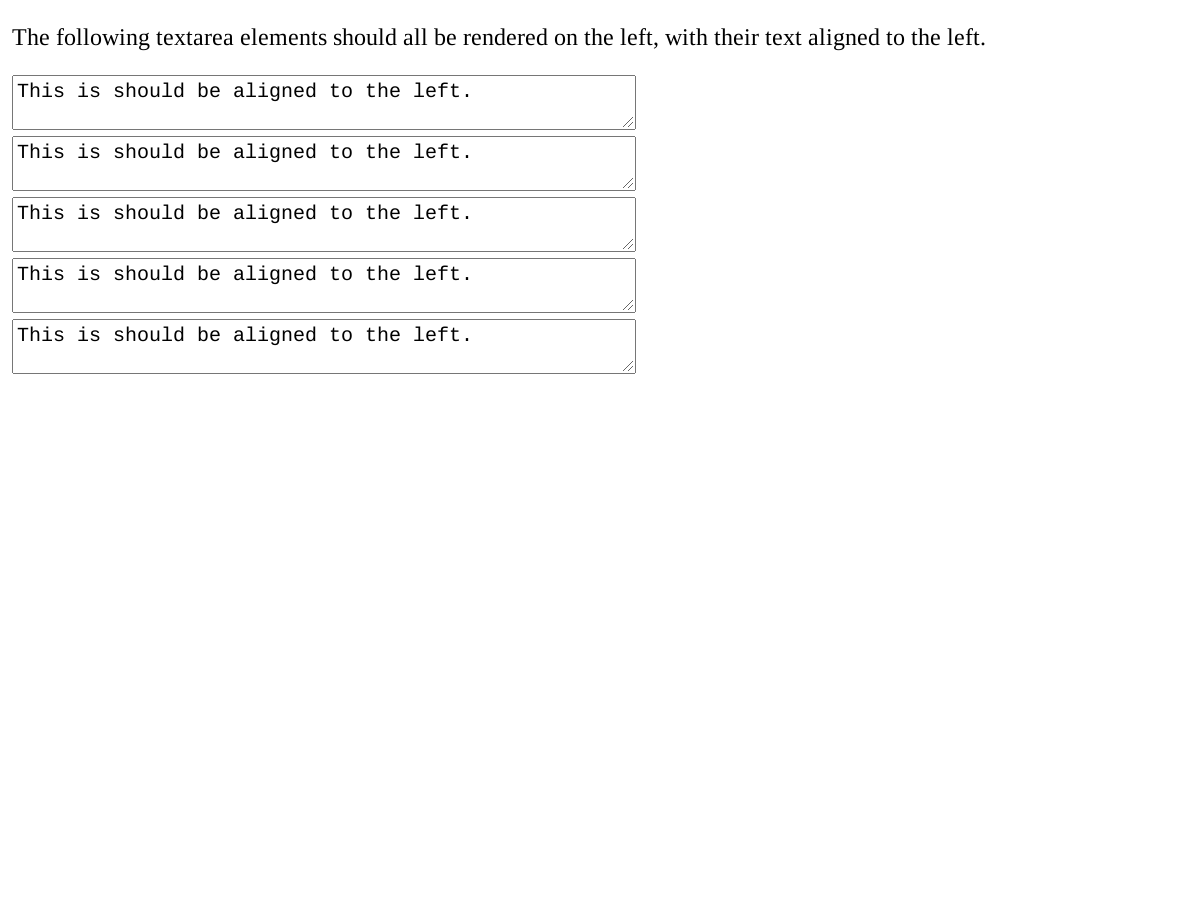 The following textarea elements should all be rendered on the left, with their text aligned to the left.
This is should be aligned to the left.
This is should be aligned to the left.
This is should be aligned to the left.
This is should be aligned to the left.
This is should be aligned to the left.